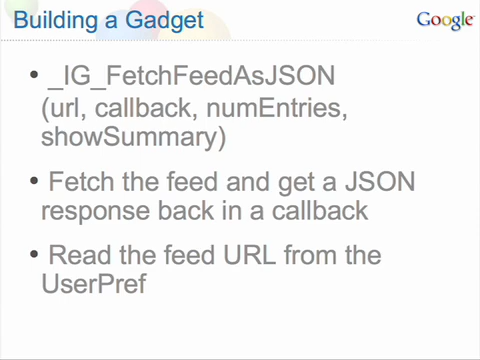 Building a Gadget
Google
• _IG_FetchFeedAsJSON
(url, callback, numEntries,
showSummary)
• Fetch the feed and get a JSON
response back in a callback
• Read the feed URL from the
UserPref